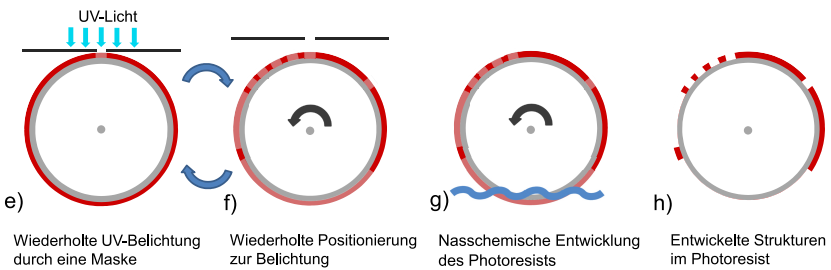 UV-Licht
e)
f)
g)
h)
Wiederholte UV-Belichtung
durch eine Maske
Wiederholte Positionierung
zur Belichtung
Nasschemische Entwicklung
des Photoresists
Entwickelte Strukturen
im Photoresist